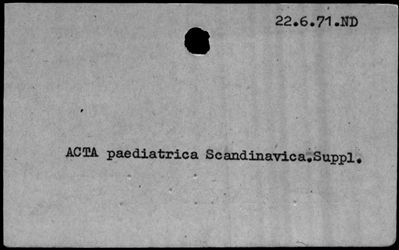 22.6.71.ND
ACTA paediatrica Scandinavica.Suppl.